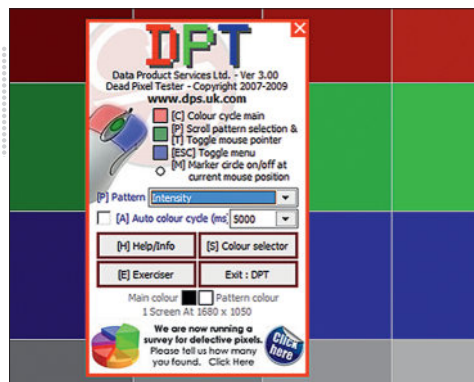 DPT
Data Product Services Ltd. - Ver 3.00
Dead Pixel Tester - Copyright 2007-2009
www.dps.uk.com
[C] Colour cycle main
[P] Scroll pattern selection &
[T] Toggle mouse pointer
[ESC] Toggle menu
[M] Marker circle on/off at
current mouse position
[P] Pattern Intensity
[A] Auto colour cycle (ms) 5000
[H] Help/Info [S] Colour selector
[E] Exerciser Exit : DPT
Main colour Pattern colour
1 Screen At 1680 x 1050
We are now running a
survey for defective pixels.
Please tell us how many
you found. Click Here
Click
here